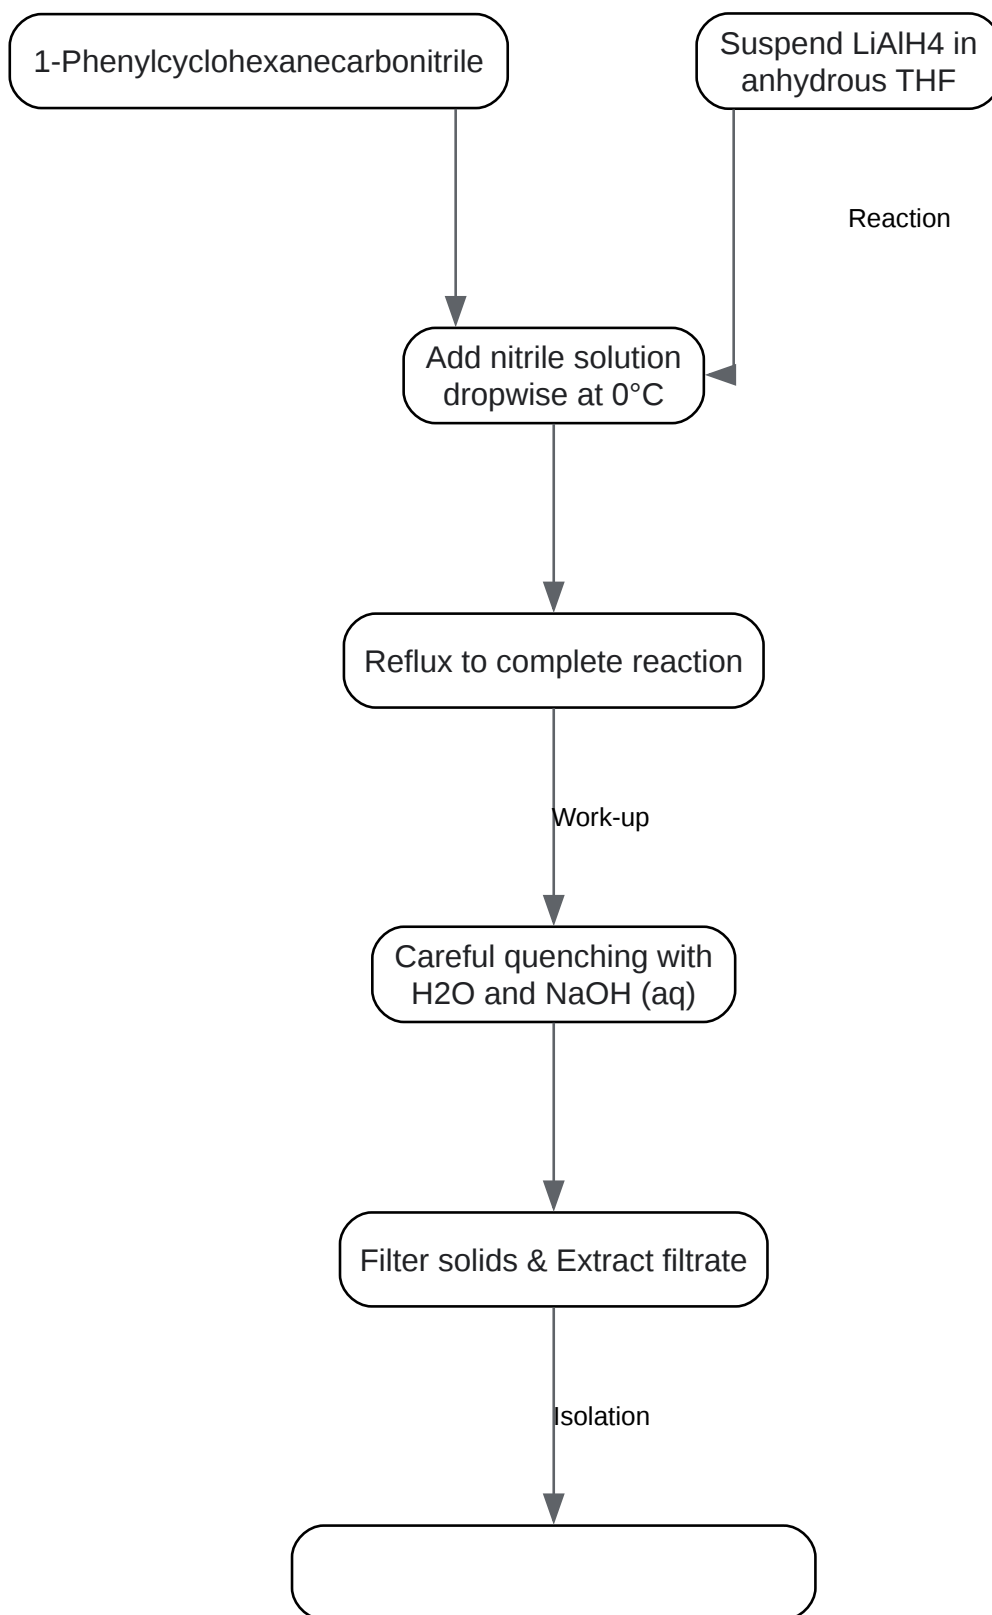 1-Phenylcyclohexanecarbonitrile
Suspend LiAlH4 in
anhydrous THF
Reaction
Add nitrile solution
dropwise at 0°C
Reflux to complete reaction
Work-up
Careful quenching with
H2O and NaOH (aq)
Filter solids & Extract filtrate
Isolation